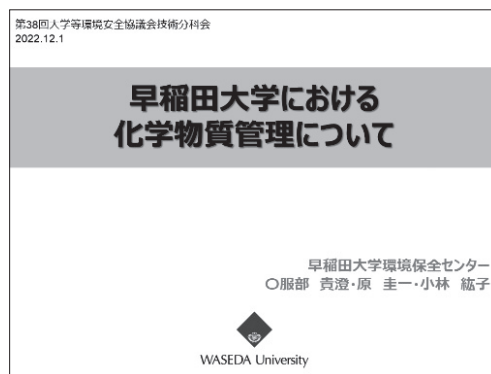 第38回大学等環境安全協議会技術分科会
2022.12.1
早稲田大学における
化学物質管理について
早稲田大学環境保全センター
○服部 貴澄・原 圭一・小林 紘子
WASEDA University